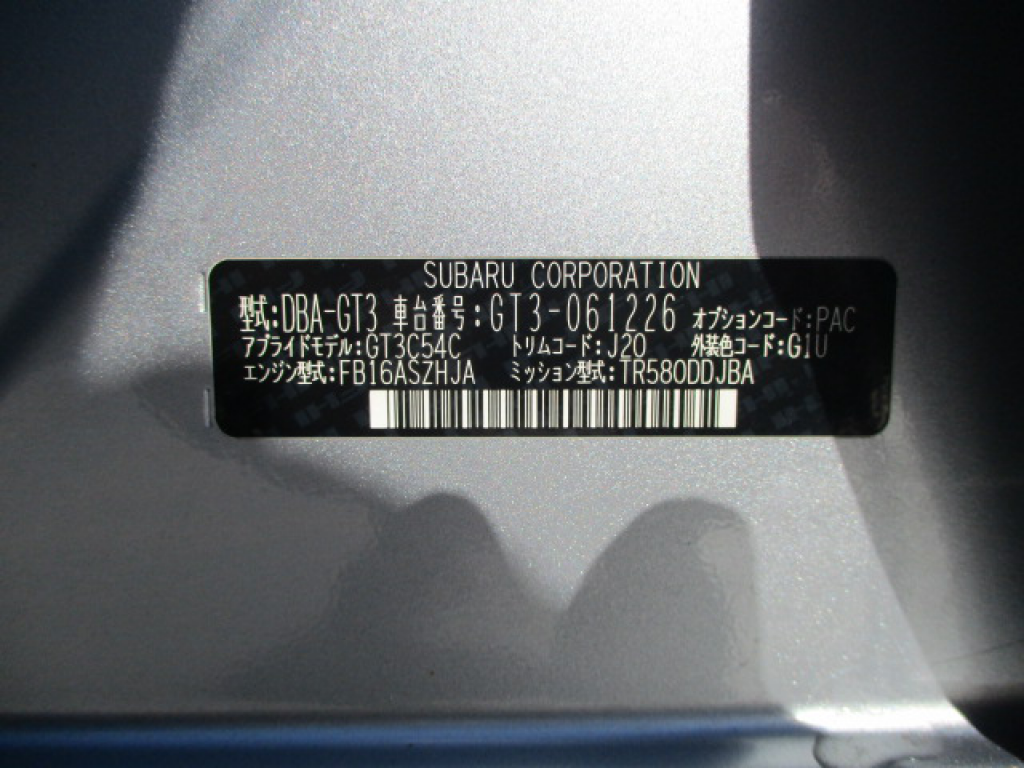 SUBARU CORPORATION
型式:DBA-GT3 車台番号:GT3-061226 オプションコード:PAC
アプライドモデル:GT3C54C トリムコード:J20 外装色コード:G1U
エンジン型式:FB16ASZHJA ミッション型式:TR580DDJBA